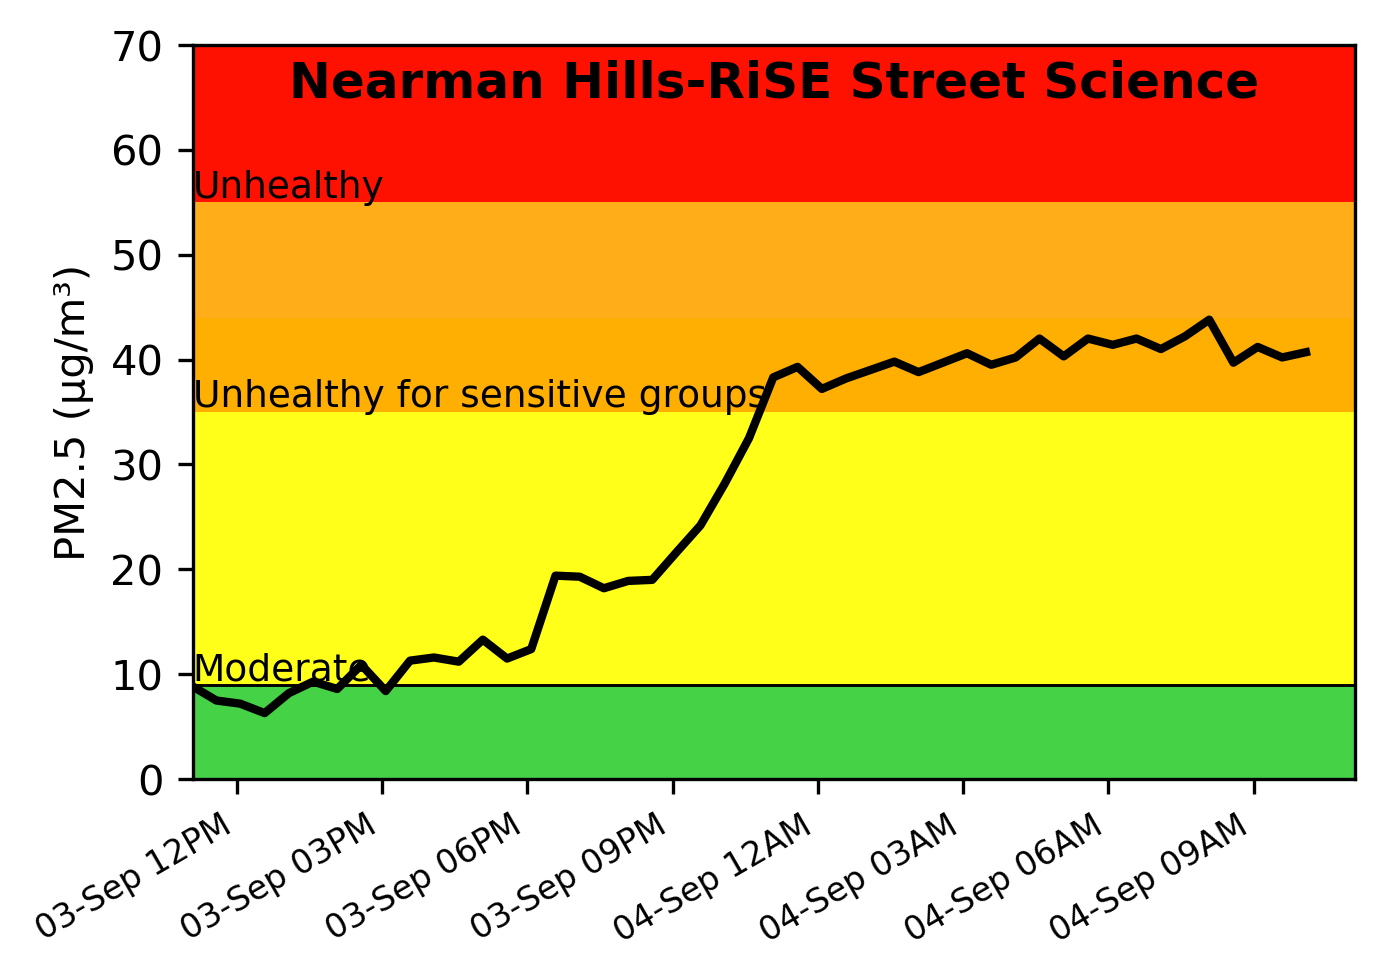 Nearman Hills-RiSE Street Science
70
60
50
40
30
20
10
0
PM2.5 (µg/m³)
Unhealthy
Unhealthy for sensitive groups
Moderate
03-Sep 12PM
03-Sep 03PM
03-Sep 06PM
03-Sep 09PM
04-Sep 12AM
04-Sep 03AM
04-Sep 06AM
04-Sep 09AM